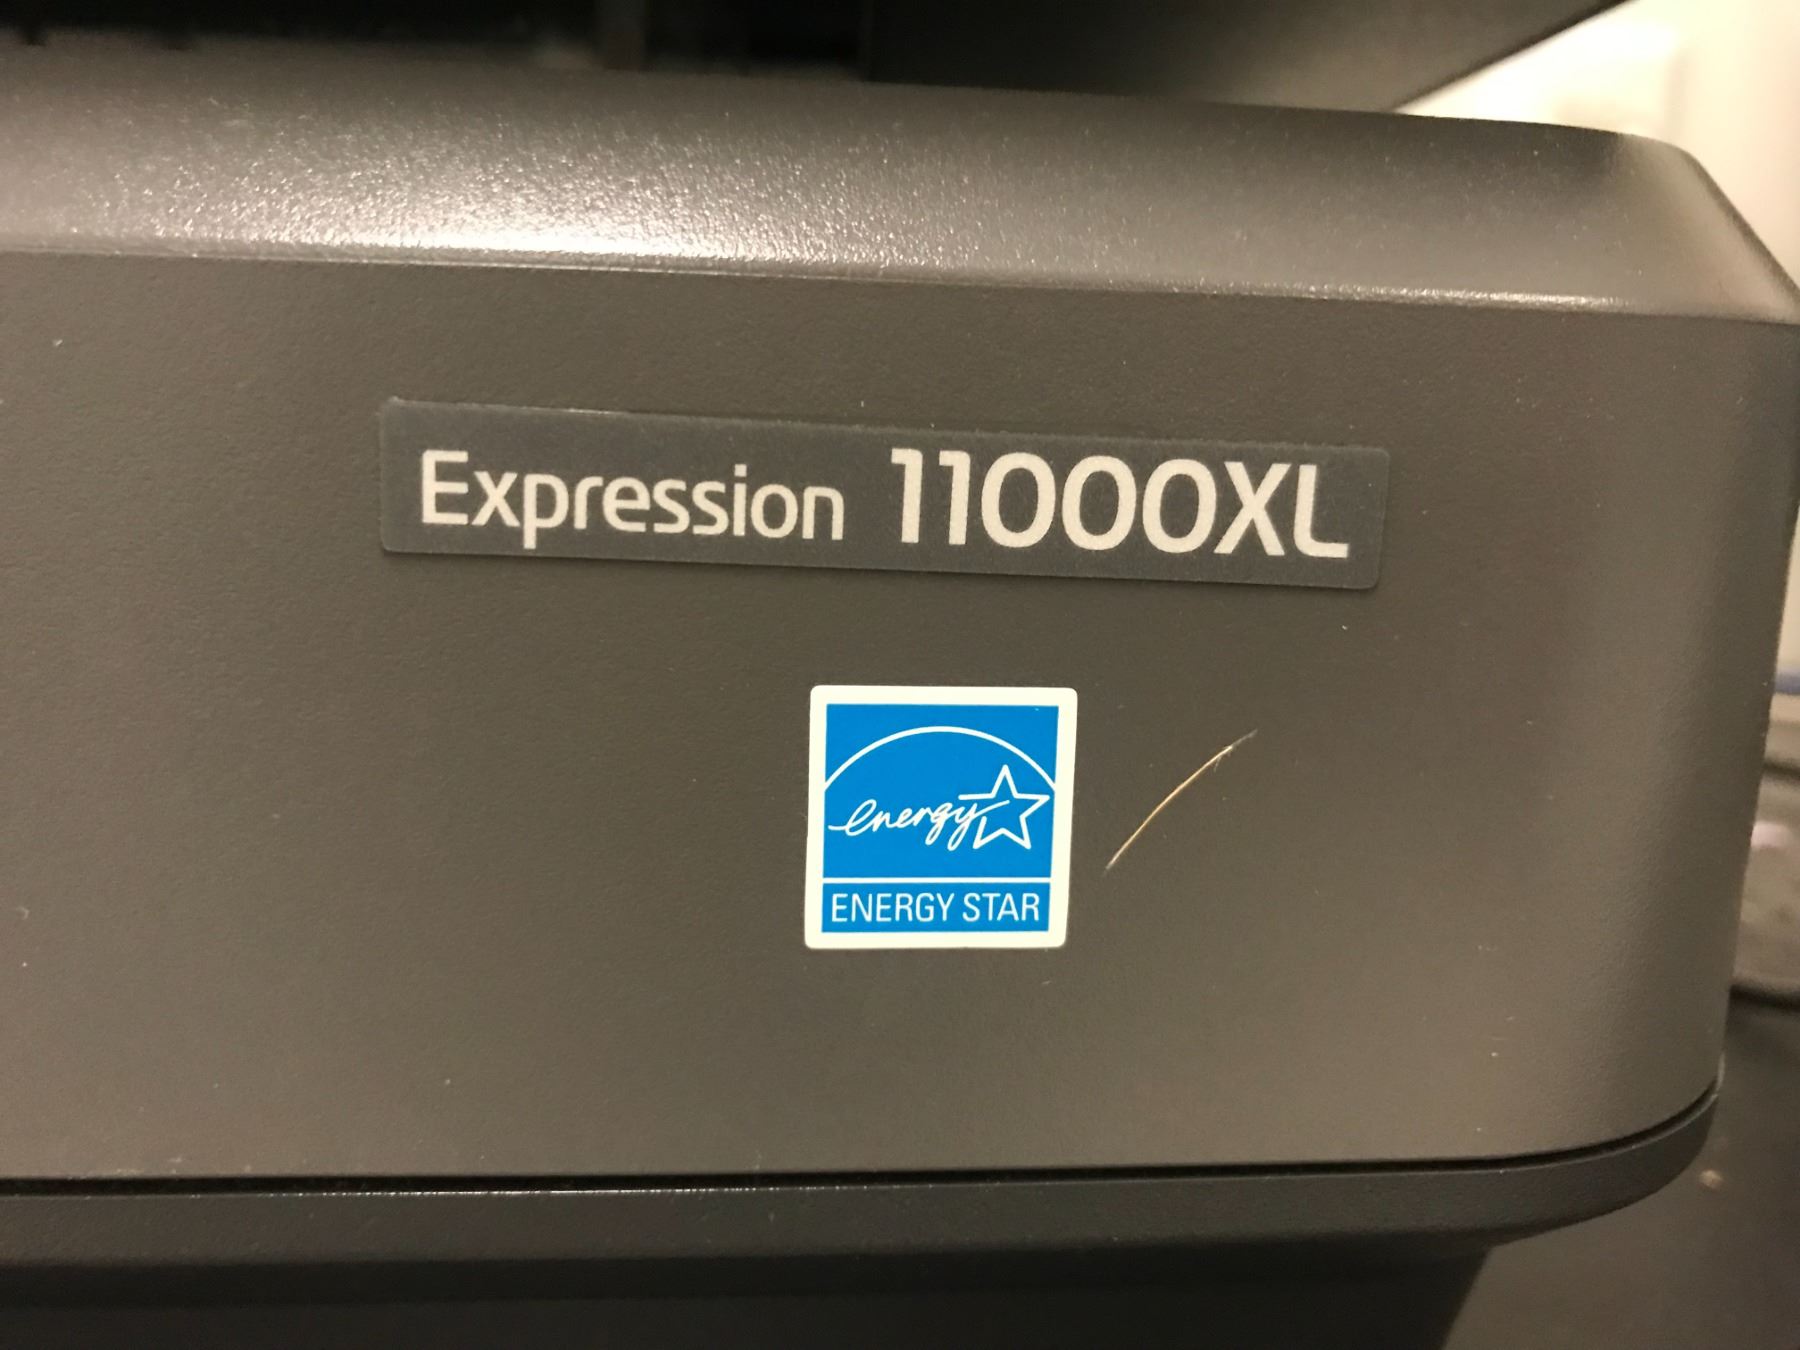 Expression 11000XL
energy
ENERGY STAR